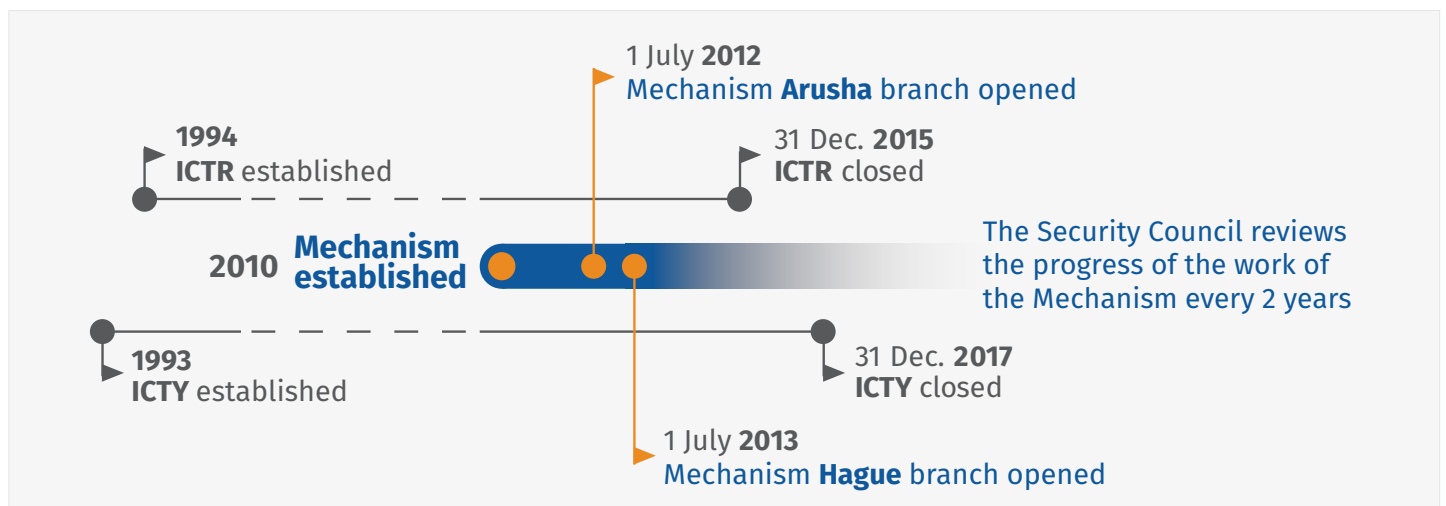 1 July 2012
Mechanism Arusha branch opened
1994
ICTR established
31 Dec. 2015
ICTR closed
2010
Mechanism
established
The Security Council reviews
the progress of the work of
the Mechanism every 2 years
1993
ICTY established
31 Dec. 2017
ICTY closed
1 July 2013
Mechanism Hague branch opened